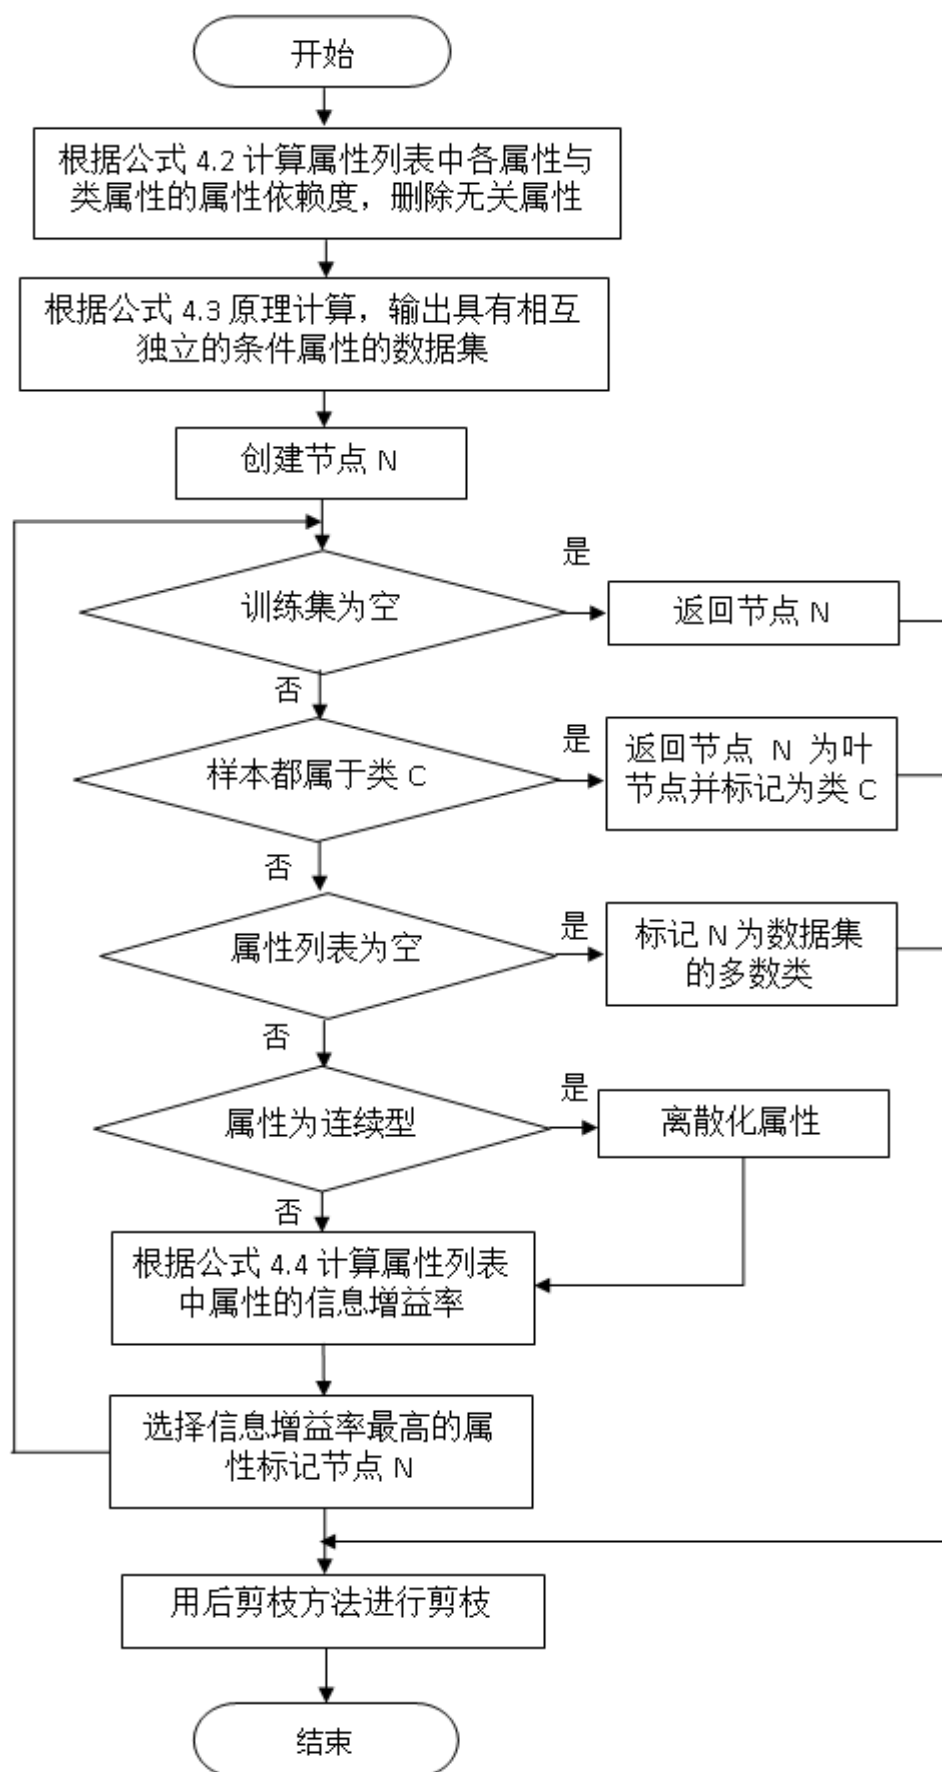 开始
根据公式 4.2 计算属性列表中各属性与
类属性的属性依赖度，删除无关属性
根据公式 4.3 原理计算，输出具有相互
独立的条件属性的数据集
创建节点 N
训练集为空
是
返回节点 N
否
样本都属于类 C
是
返回节点 N 为叶
节点并标记为类 C
否
属性列表为空
是
标记 N 为数据集
的多数类
否
属性为连续型
是
离散化属性
否
根据公式 4.4 计算属性列表
中属性的信息增益率
选择信息增益率最高的属
性标记节点 N
用后剪枝方法进行剪枝
结束